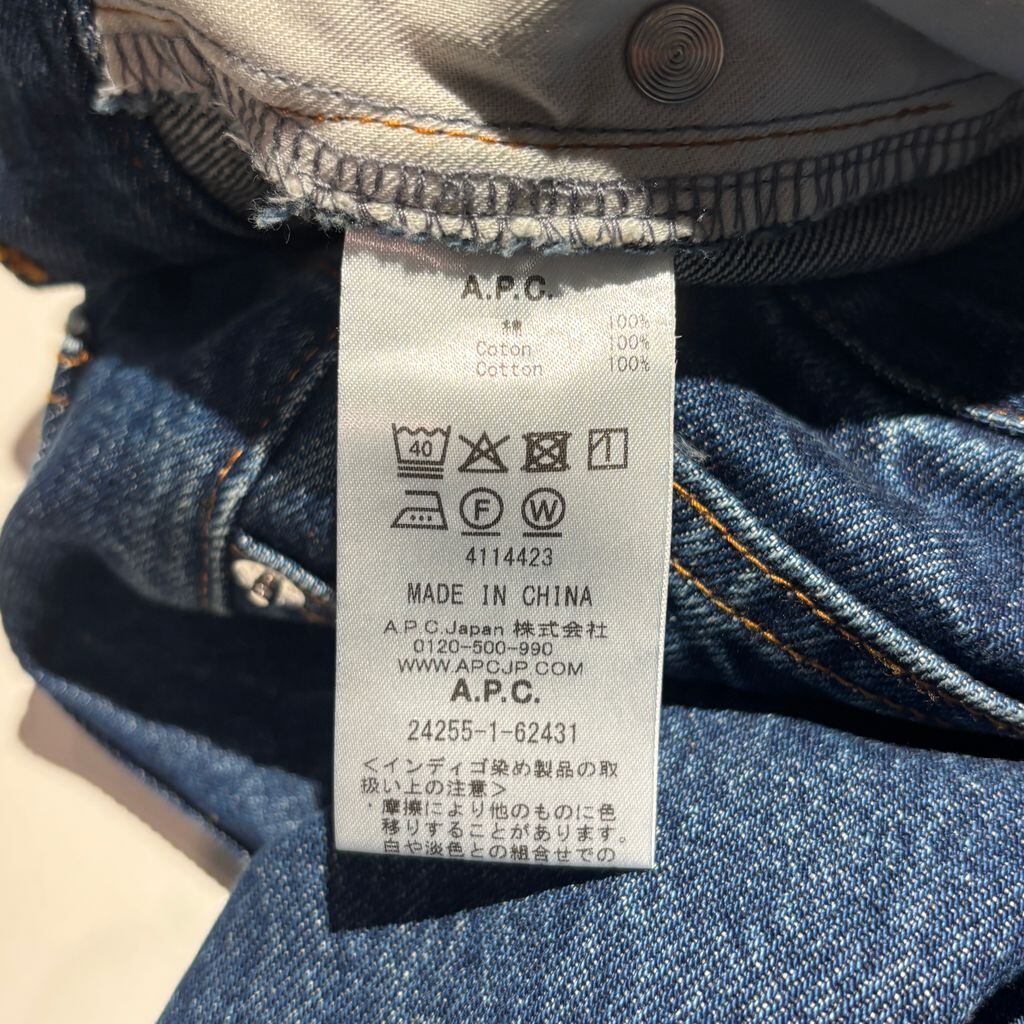 A.P.C.
綿 100%
Coton 100%
Cotton 100%
40
F W
4114423
MADE IN CHINA
A.P.C.Japan 株式会社
0120-500-990
WWW.APCJP.COM
A.P.C.
24255-1-62431
＜インディゴ染め製品の取
扱い上の注意＞
・摩擦により他のものに色
移りすることがあります。
白や淡色との組合せでの